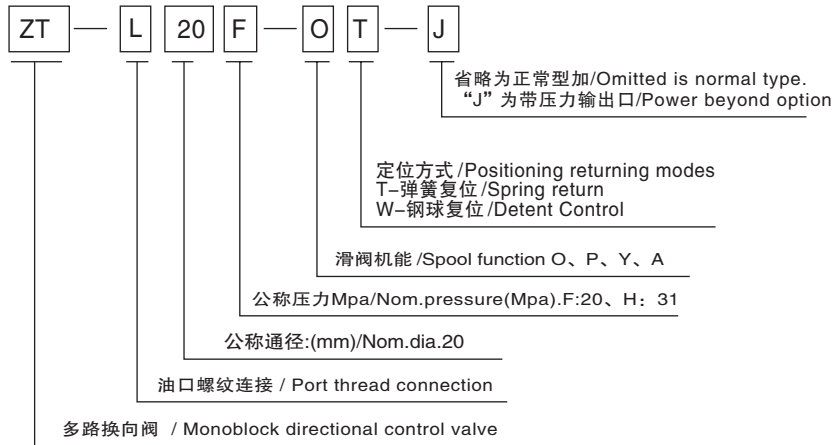 ZT — L 20 F — O T — J
省略为正常型加/Omitted is normal type.
“J”为带压力输出口/Power beyond option
定位方式/Positioning returning modes
T–弹簧复位/Spring return
W–钢球复位/Detent Control
滑阀机能/Spool function O、P、Y、A
公称压力Mpa/Nom.pressure(Mpa).F:20、H：31
公称通径:(mm)/Nom.dia.20
油口螺纹连接 / Port thread connection
多路换向阀 / Monoblock directional control valve